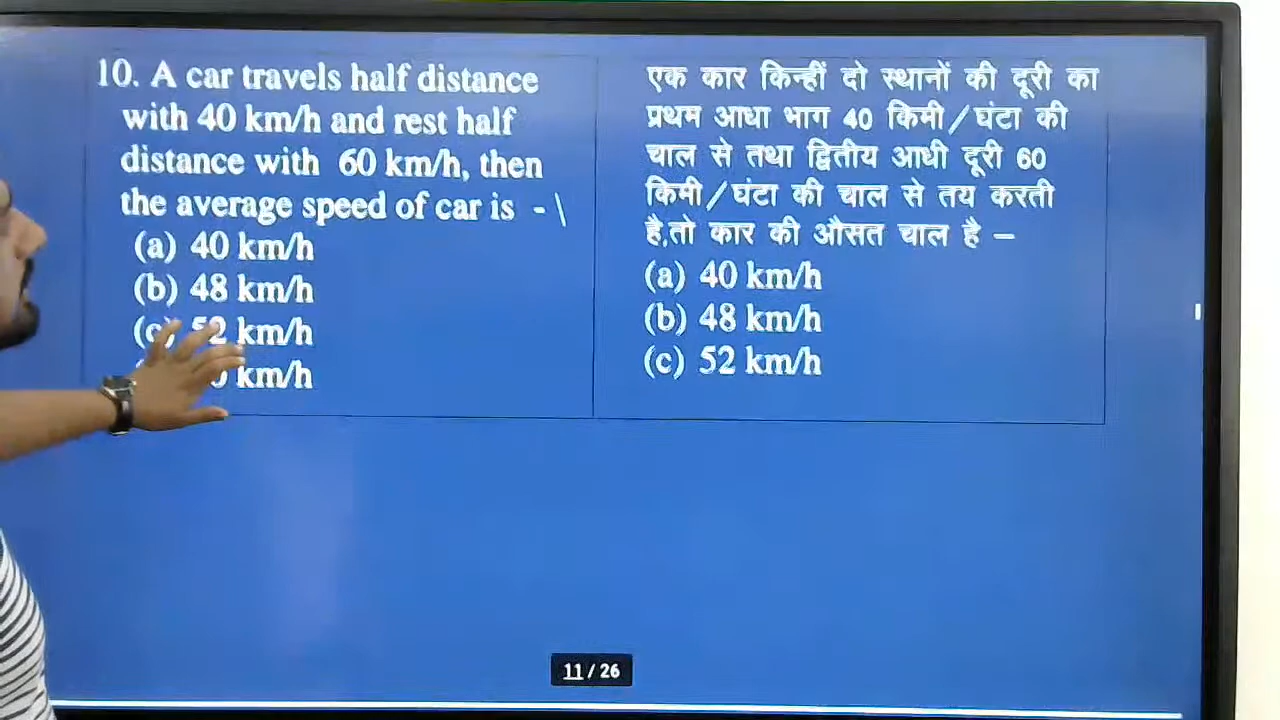 10. A car travels half distance
with 40 km/h and rest half
distance with 60 km/h, then
the average speed of car is - \
(a) 40 km/h
(b) 48 km/h
(c) 52 km/h
km/h
एक कार किन्हीं दो स्थानों की दूरी का
प्रथम आधा भाग 40 किमी/घंटा की
चाल से तथा द्वितीय आधी दूरी 60
किमी/घंटा की चाल से तय करती
है,तो कार की औसत चाल है –
(a) 40 km/h
(b) 48 km/h
(c) 52 km/h
11 / 26